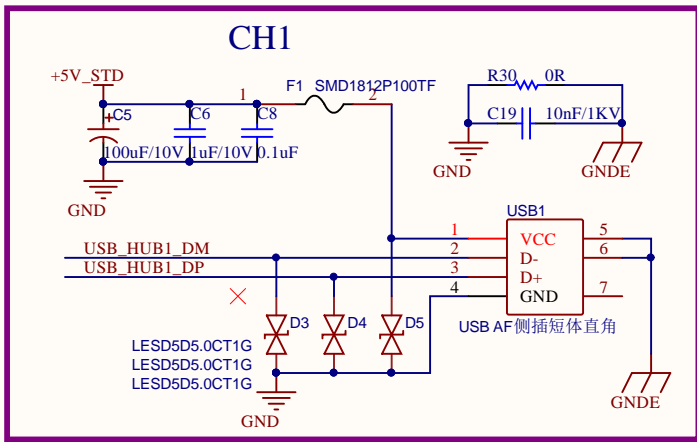 CH1
+5V_STD
1
F1 SMD1812P100TF
2
C5
C6
C8
100uF/10V
1uF/10V
0.1uF
GND
R30 0R
C19 10nF/1KV
GND
GNDE
USB_HUB1_DM
USB_HUB1_DP
USB1
1 VCC 5
2 D- 6
3 D+
4 GND 7
USB AF侧插短体直角
D3
D4
D5
LESD5D5.0CT1G
LESD5D5.0CT1G
LESD5D5.0CT1G
GND
GNDE